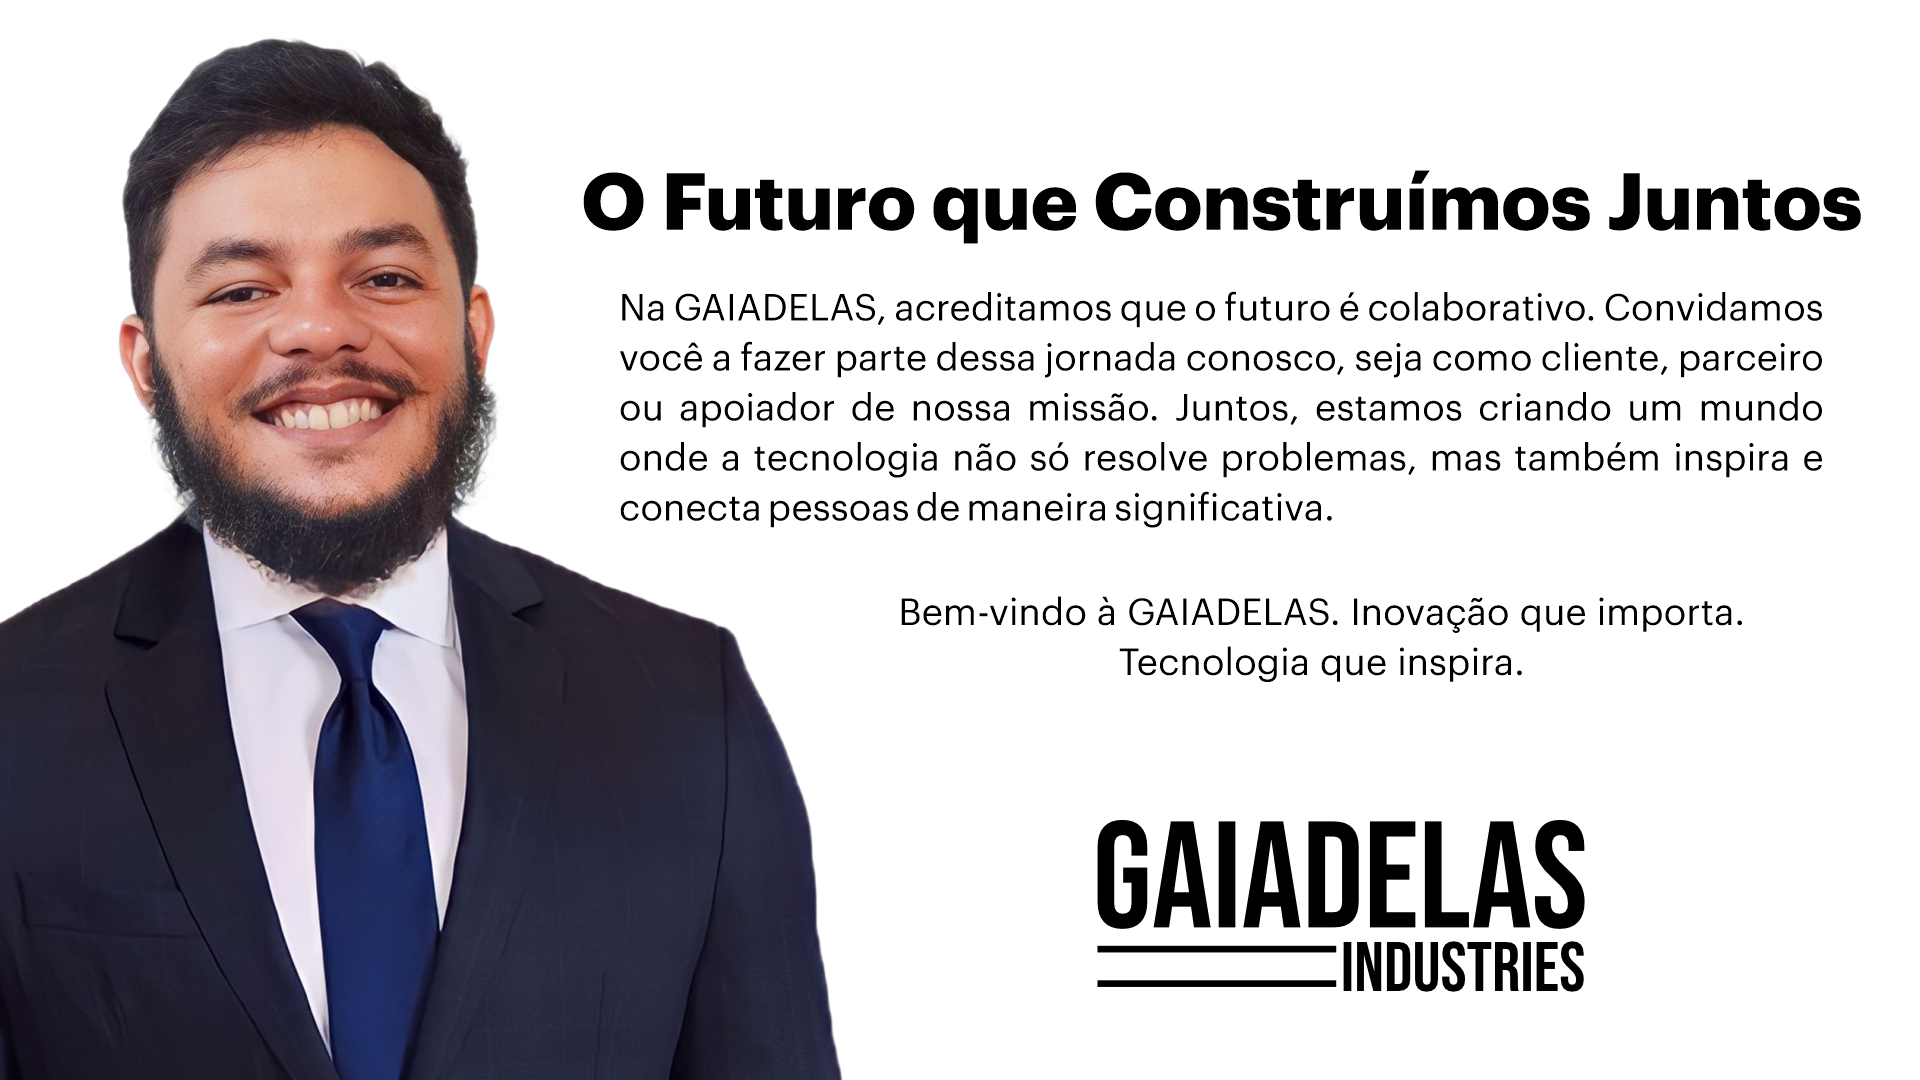 O Futuro que Construímos Juntos
Na GAIADELAS, acreditamos que o futuro é colaborativo. Convidamos
você a fazer parte dessa jornada conosco, seja como cliente, parceiro
ou apoiador de nossa missão. Juntos, estamos criando um mundo
onde a tecnologia não só resolve problemas, mas também inspira e
conecta pessoas de maneira significativa.
Bem-vindo à GAIADELAS. Inovação que importa.
Tecnologia que inspira.
GAIADELAS
INDUSTRIES